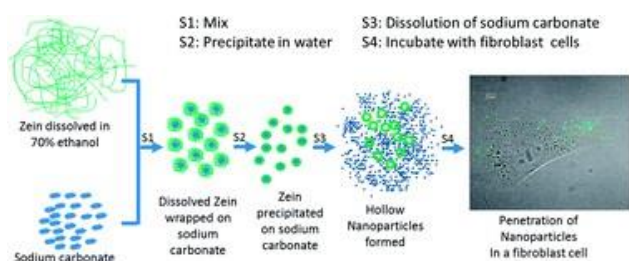 S1: Mix
S2: Precipitate in water
S3: Dissolution of sodium carbonate
S4: Incubate with fibroblast cells
Zein dissolved in
70% ethanol
Sodium carbonate
S1
Dissolved Zein
wrapped on
sodium
carbonate
S2
Zein
precipitated
on sodium
carbonate
S3
Hollow
Nanoparticles
formed
S4
Penetration of
Nanoparticles
In a fibroblast cell